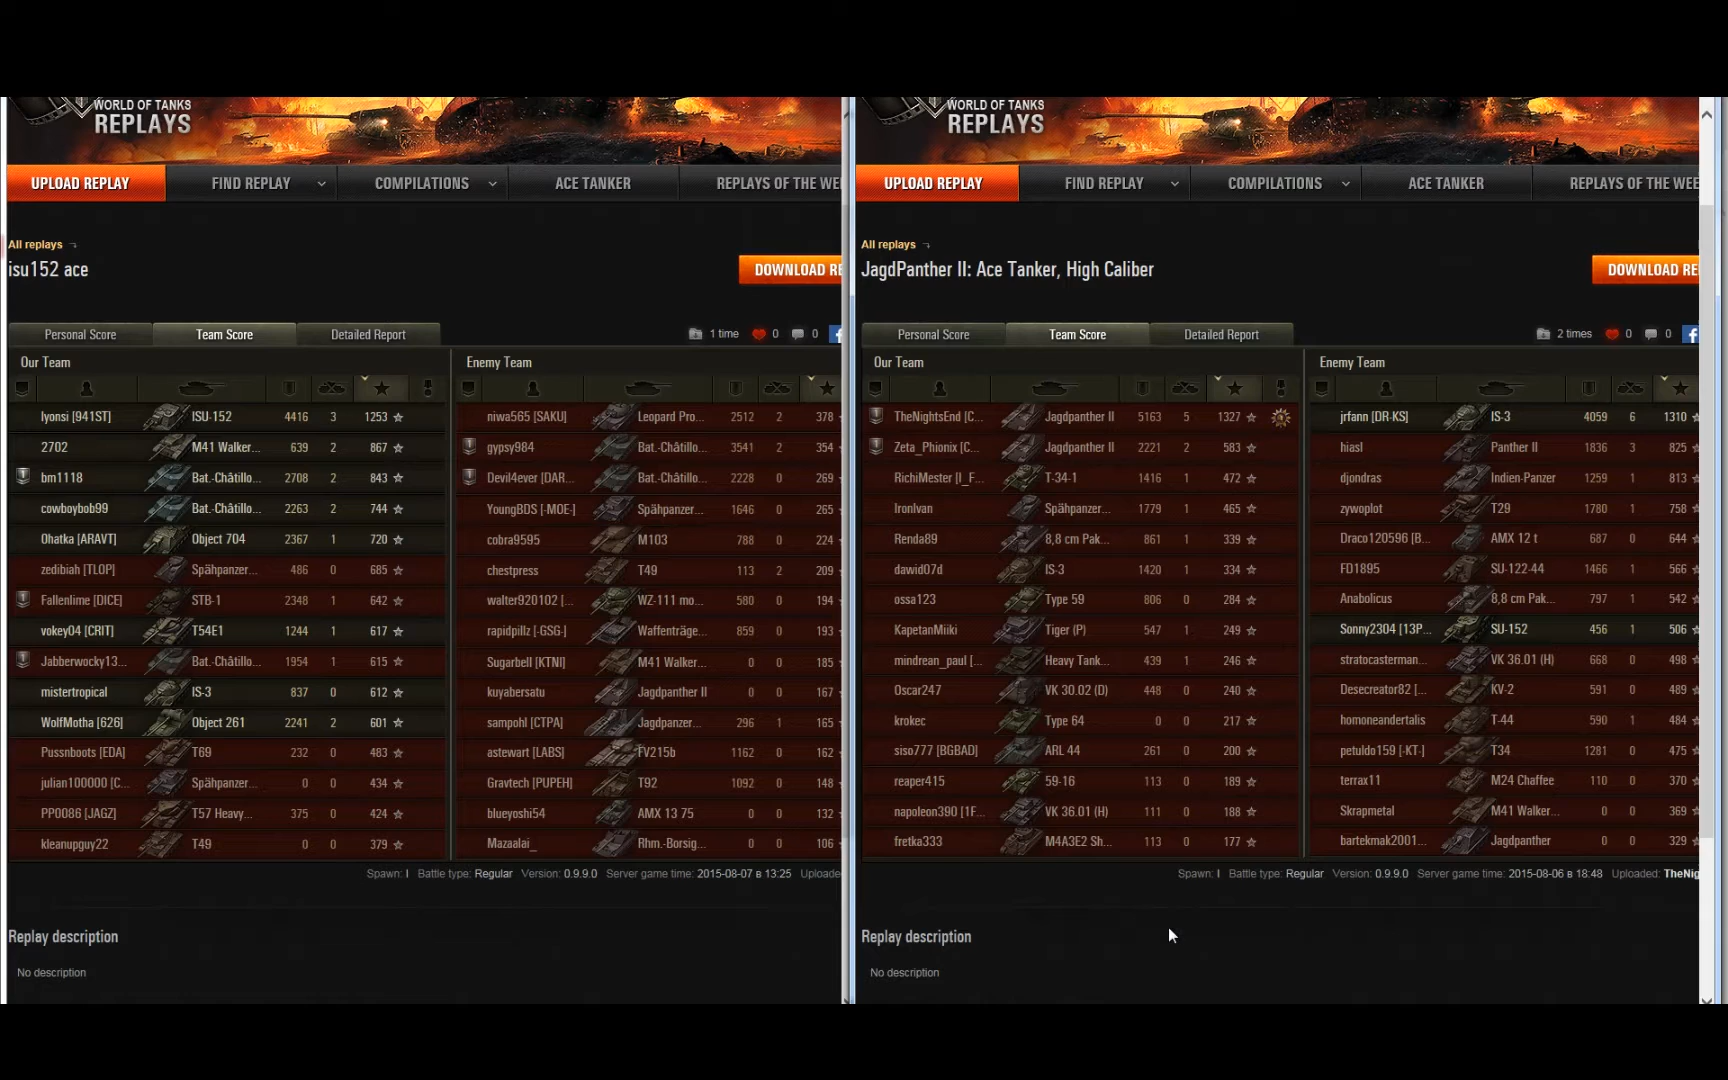 WORLD OF TANKS
REPLAYS
UPLOAD REPLAY FIND REPLAY COMPILATIONS ACE TANKER REPLAYS OF THE WE
All replays
isu152 ace
DOWNLOAD RE
Personal Score Team Score Detailed Report 1 time 0 0
Our Team Enemy Team
lyonsi [941ST] ISU-152 4416 3 1253 niwa565 [SAKU] Leopard Pro... 2512 2 378
2702 M41 Walker... 639 2 867 gypsy984 Bat.-Châtillo... 3541 2 354
bm1118 Bat.-Châtillo... 2708 2 843 Devil4ever [DAR... Bat.-Châtillo... 2228 0 269
cowboybob99 Bat.-Châtillo... 2263 2 744 YoungBDS [-MOE-] Spähpanzer... 1646 0 265
Ohatka [ARAVT] Object 704 2367 1 720 cobra9595 M103 788 0 224
zedibiah [TLOP] Spähpanzer... 486 0 685 chestpress T49 113 2 209
Fallenlime [DICE] STB-1 2348 1 642 walter920102 [... WZ-111 mo... 580 0 194
vokey04 [CRIT] T54E1 1244 1 617 rapidpillz [-GSG-] Waffenträge... 859 0 193
Jabberwocky13... Bat.-Châtillo... 1954 1 615 Sugarbell [KTNI] M41 Walker... 0 0 185
mistertropical IS-3 837 0 612 kuyabersatu Jagdpanther II 0 0 167
WolfMotha [626] Object 261 2241 2 601 sampohl [CTPA] Jagdpanzer... 296 1 165
Pussnboots [EDA] T69 232 0 483 astewart [LABS] FV215b 1162 0 162
julian100000 [C... Spähpanzer... 0 0 434 Gravtech [PUPEH] T92 1092 0 148
PP0086 [JAGZ] T57 Heavy... 375 0 424 blueyoshi54 AMX 13 75 0 0 132
kleanupguy22 T49 0 0 379 Mazaalai_ Rhm.-Borsig... 0 0 106
Spawn: I Battle type: Regular Version: 0.9.9.0 Server game time: 2015-08-07 в 13:25 Uploade
Replay description
No description
WORLD OF TANKS
REPLAYS
UPLOAD REPLAY FIND REPLAY COMPILATIONS ACE TANKER REPLAYS OF THE WEE
All replays
JagdPanther II: Ace Tanker, High Caliber
DOWNLOAD RE
Personal Score Team Score Detailed Report 2 times 0 0
Our Team Enemy Team
TheNightsEnd [C... Jagdpanther II 5163 5 1327 jrfann [DR-KS] IS-3 4059 6 1310
Zeta_Phionix [C... Jagdpanther II 2221 2 583 hiasl Panther II 1836 3 825
RichiMester [I_F... T-34-1 1416 1 472 djondras Indien-Panzer 1259 1 813
IronIvan Spähpanzer... 1779 1 465 zywoplot T29 1780 1 758
Renda89 8,8 cm Pak... 861 1 339 Draco120596 [B... AMX 12 t 687 0 644
dawid07d IS-3 1420 1 334 FD1895 SU-122-44 1466 1 566
ossa123 Type 59 806 0 284 Anabolicus 8,8 cm Pak... 797 1 542
KapetanMiiki Tiger (P) 547 1 249 Sonny2304 [13P... SU-152 456 1 506
mindrean_paul [... Heavy Tank... 439 1 246 stratocasterman... VK 36.01 (H) 668 0 498
Oscar247 VK 30.02 (D) 448 0 240 Desecreator82 [... KV-2 591 0 489
krokec Type 64 0 0 217 homoneandertalis T-44 590 1 484
siso777 [BGBAD] ARL 44 261 0 200 petuldo159 [-KT-] T34 1281 0 475
reaper415 59-16 113 0 189 terrax11 M24 Chaffee 110 0 370
napoleon390 [1F... VK 36.01 (H) 111 0 188 Skrapmetal M41 Walker... 0 0 369
fretka333 M4A3E2 Sh... 113 0 177 bartekmak2001... Jagdpanther 0 0 329
Spawn: I Battle type: Regular Version: 0.9.9.0 Server game time: 2015-08-06 в 18:48 Uploaded: TheNig
Replay description
No description